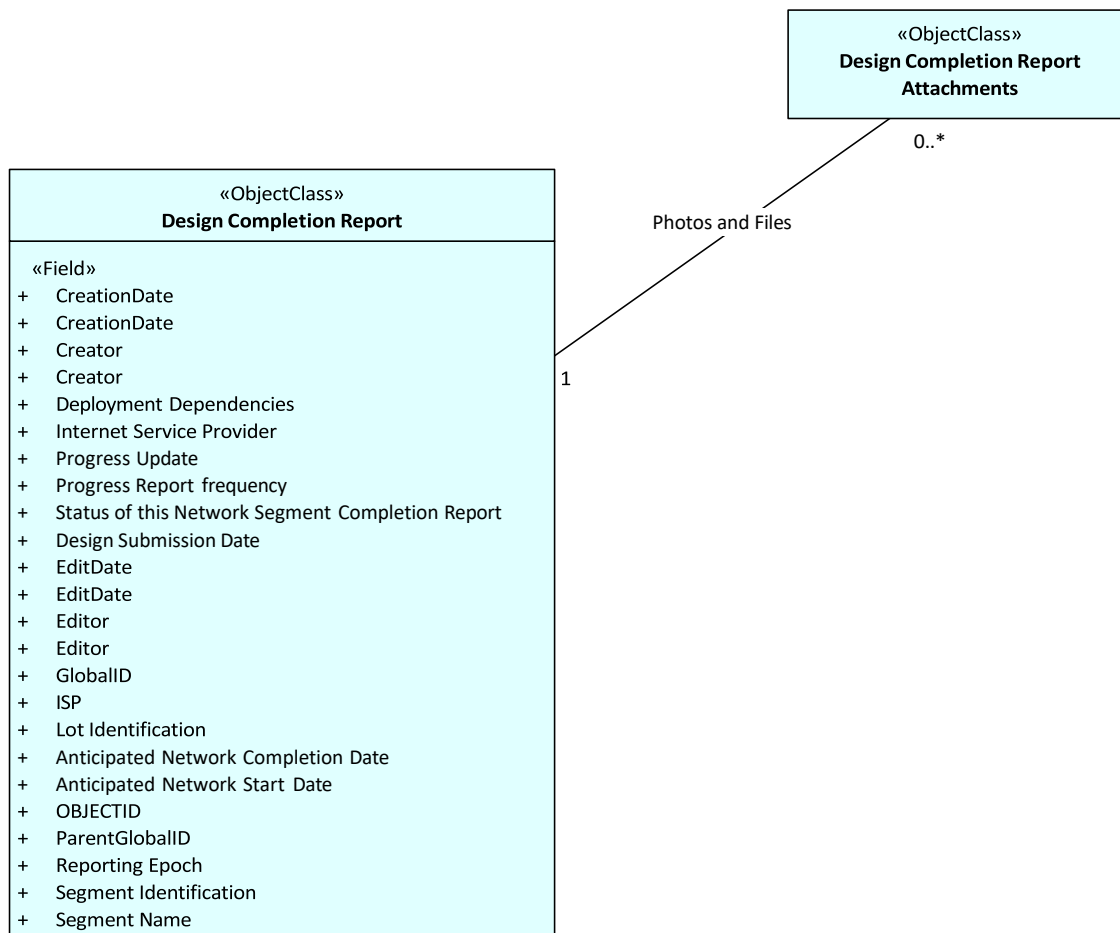 «ObjectClass»
Design Completion Report
Attachments
0..*
Photos and Files
1
«ObjectClass»
Design Completion Report
«Field»
+ CreationDate
+ CreationDate
+ Creator
+ Creator
+ Deployment Dependencies
+ Internet Service Provider
+ Progress Update
+ Progress Report frequency
+ Status of this Network Segment Completion Report
+ Design Submission Date
+ EditDate
+ EditDate
+ Editor
+ Editor
+ GlobalID
+ ISP
+ Lot Identification
+ Anticipated Network Completion Date
+ Anticipated Network Start Date
+ OBJECTID
+ ParentGlobalID
+ Reporting Epoch
+ Segment Identification
+ Segment Name